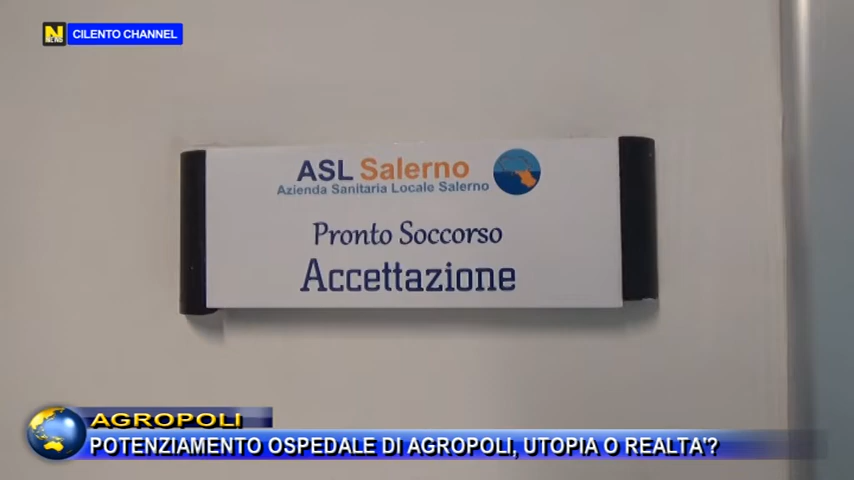 CILENTO CHANNEL
ASL Salerno
Azienda Sanitaria Locale Salerno
Pronto Soccorso
Accettazione
AGROPOLI
POTENZIAMENTO OSPEDALE DI AGROPOLI, UTOPIA O REALTA'?